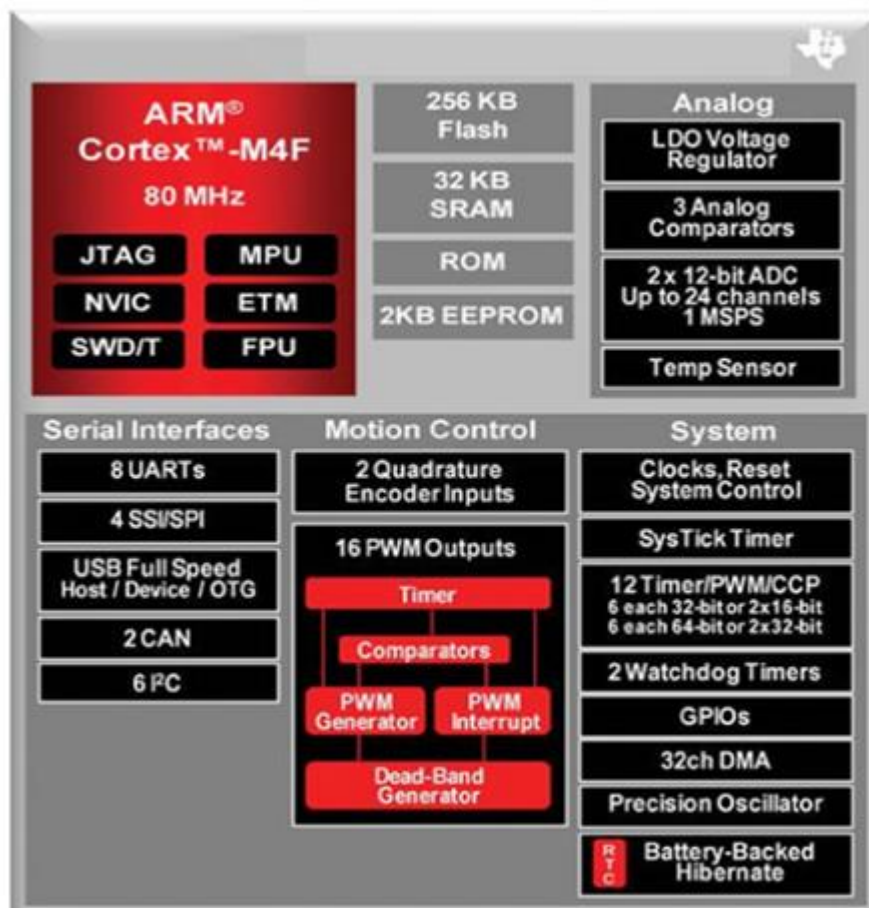 ARM®
Cortex™-M4F
80 MHz
JTAG
MPU
NVIC
ETM
SWD/T
FPU
256 KB
Flash
32 KB
SRAM
ROM
2KB EEPROM
Analog
LDO Voltage
Regulator
3 Analog
Comparators
2 x 12-bit ADC
Up to 24 channels
1 MSPS
Temp Sensor
Serial Interfaces
8 UARTs
4 SSI/SPI
USB Full Speed
Host / Device / OTG
2 CAN
6 I²C
Motion Control
2 Quadrature
Encoder Inputs
16 PWM Outputs
Timer
Comparators
PWM
Generator
PWM
Interrupt
Dead-Band
Generator
System
Clocks, Reset
System Control
SysTick Timer
12 Timer/PWM/CCP
6 each 32-bit or 2x16-bit
6 each 64-bit or 2x32-bit
2 Watchdog Timers
GPIOs
32ch DMA
Precision Oscillator
RTC
Battery-Backed
Hibernate